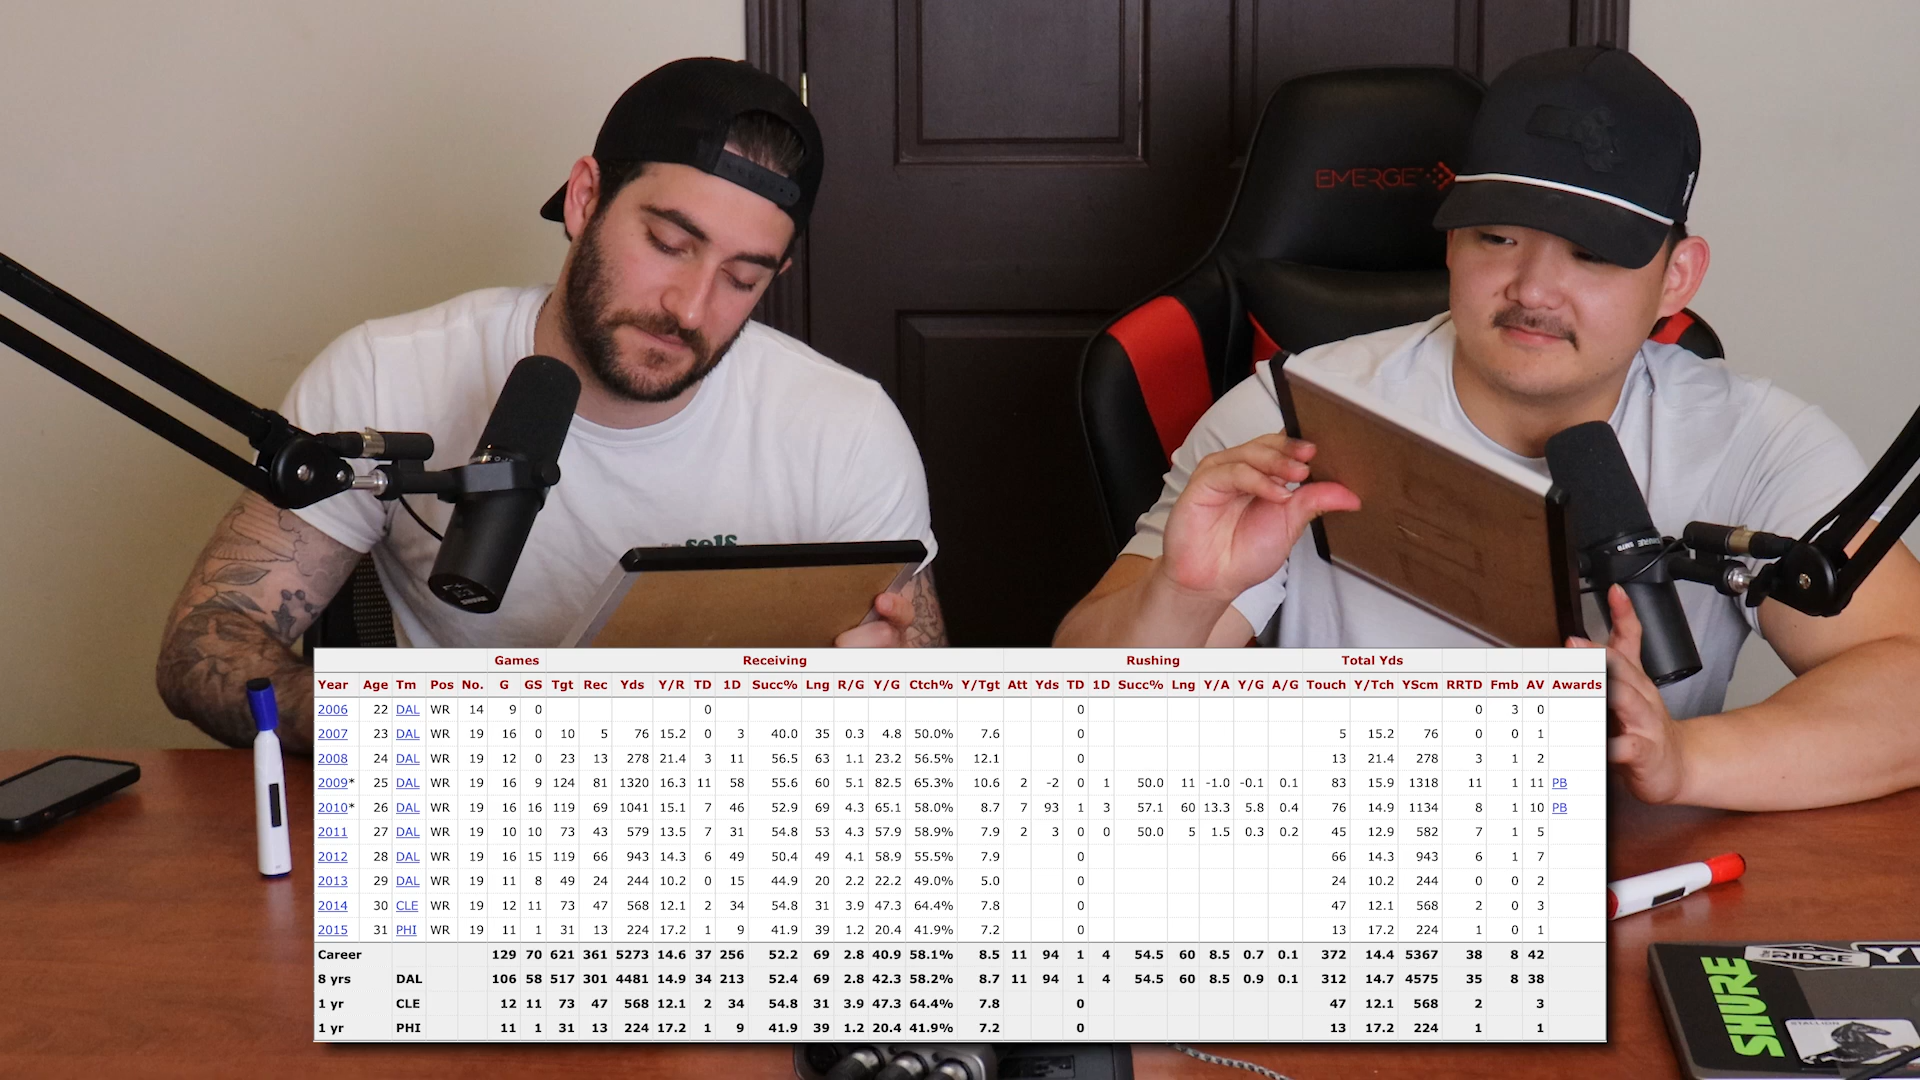 EMERGE
self
SHURE
RIDGE
STALLION
Games Receiving Rushing Total Yds
Year Age Tm Pos No. G GS Tgt Rec Yds Y/R TD 1D Succ% Lng R/G Y/G Ctch% Y/Tgt Att Yds TD 1D Succ% Lng Y/A Y/G A/G Touch Y/Tch YScm RRTD Fmb AV Awards
2006 22 DAL WR 14 9 0 0 0 0 3 0
2007 23 DAL WR 19 16 0 10 5 76 15.2 0 3 40.0 35 0.3 4.8 50.0% 7.6 0 5 15.2 76 0 0 1
2008 24 DAL WR 19 12 0 23 13 278 21.4 3 11 56.5 63 1.1 23.2 56.5% 12.1 0 13 21.4 278 3 1 2
2009* 25 DAL WR 19 16 9 124 81 1320 16.3 11 58 55.6 60 5.1 82.5 65.3% 10.6 2 -2 0 1 50.0 11 -1.0 -0.1 0.1 83 15.9 1318 11 1 11 PB
2010* 26 DAL WR 19 16 16 119 69 1041 15.1 7 46 52.9 69 4.3 65.1 58.0% 8.7 7 93 1 3 57.1 60 13.3 5.8 0.4 76 14.9 1134 8 1 10 PB
2011 27 DAL WR 19 10 10 73 43 579 13.5 7 31 54.8 53 4.3 57.9 58.9% 7.9 2 3 0 0 50.0 5 1.5 0.3 0.2 45 12.9 582 7 1 5
2012 28 DAL WR 19 16 15 119 66 943 14.3 6 49 50.4 49 4.1 58.9 55.5% 7.9 0 66 14.3 943 6 1 7
2013 29 DAL WR 19 11 8 49 24 244 10.2 0 15 44.9 20 2.2 22.2 49.0% 5.0 0 24 10.2 244 0 0 2
2014 30 CLE WR 19 12 11 73 47 568 12.1 2 34 54.8 31 3.9 47.3 64.4% 7.8 0 47 12.1 568 2 0 3
2015 31 PHI WR 19 11 1 31 13 224 17.2 1 9 41.9 39 1.2 20.4 41.9% 7.2 0 13 17.2 224 1 0 1
Career 129 70 621 361 5273 14.6 37 256 52.2 69 2.8 40.9 58.1% 8.5 11 94 1 4 54.5 60 8.5 0.7 0.1 372 14.4 5367 38 8 42
8 yrs DAL 106 58 517 301 4481 14.9 34 213 52.4 69 2.8 42.3 58.2% 8.7 11 94 1 4 54.5 60 8.5 0.9 0.1 312 14.7 4575 35 8 38
1 yr CLE 12 11 73 47 568 12.1 2 34 54.8 31 3.9 47.3 64.4% 7.8 0 47 12.1 568 2 3
1 yr PHI 11 1 31 13 224 17.2 1 9 41.9 39 1.2 20.4 41.9% 7.2 0 13 17.2 224 1 1